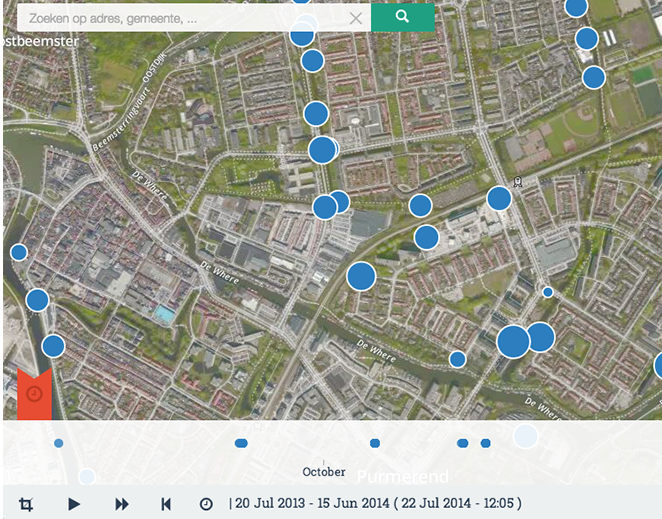 Zoeken op adres, gemeente, ...
ostbeemster
Beemsterringvaart - OOSTDIJK
De Where
De Where
De Where
De Where
October
Purmerend
| 20 Jul 2013 - 15 Jun 2014 ( 22 Jul 2014 - 12:05 )